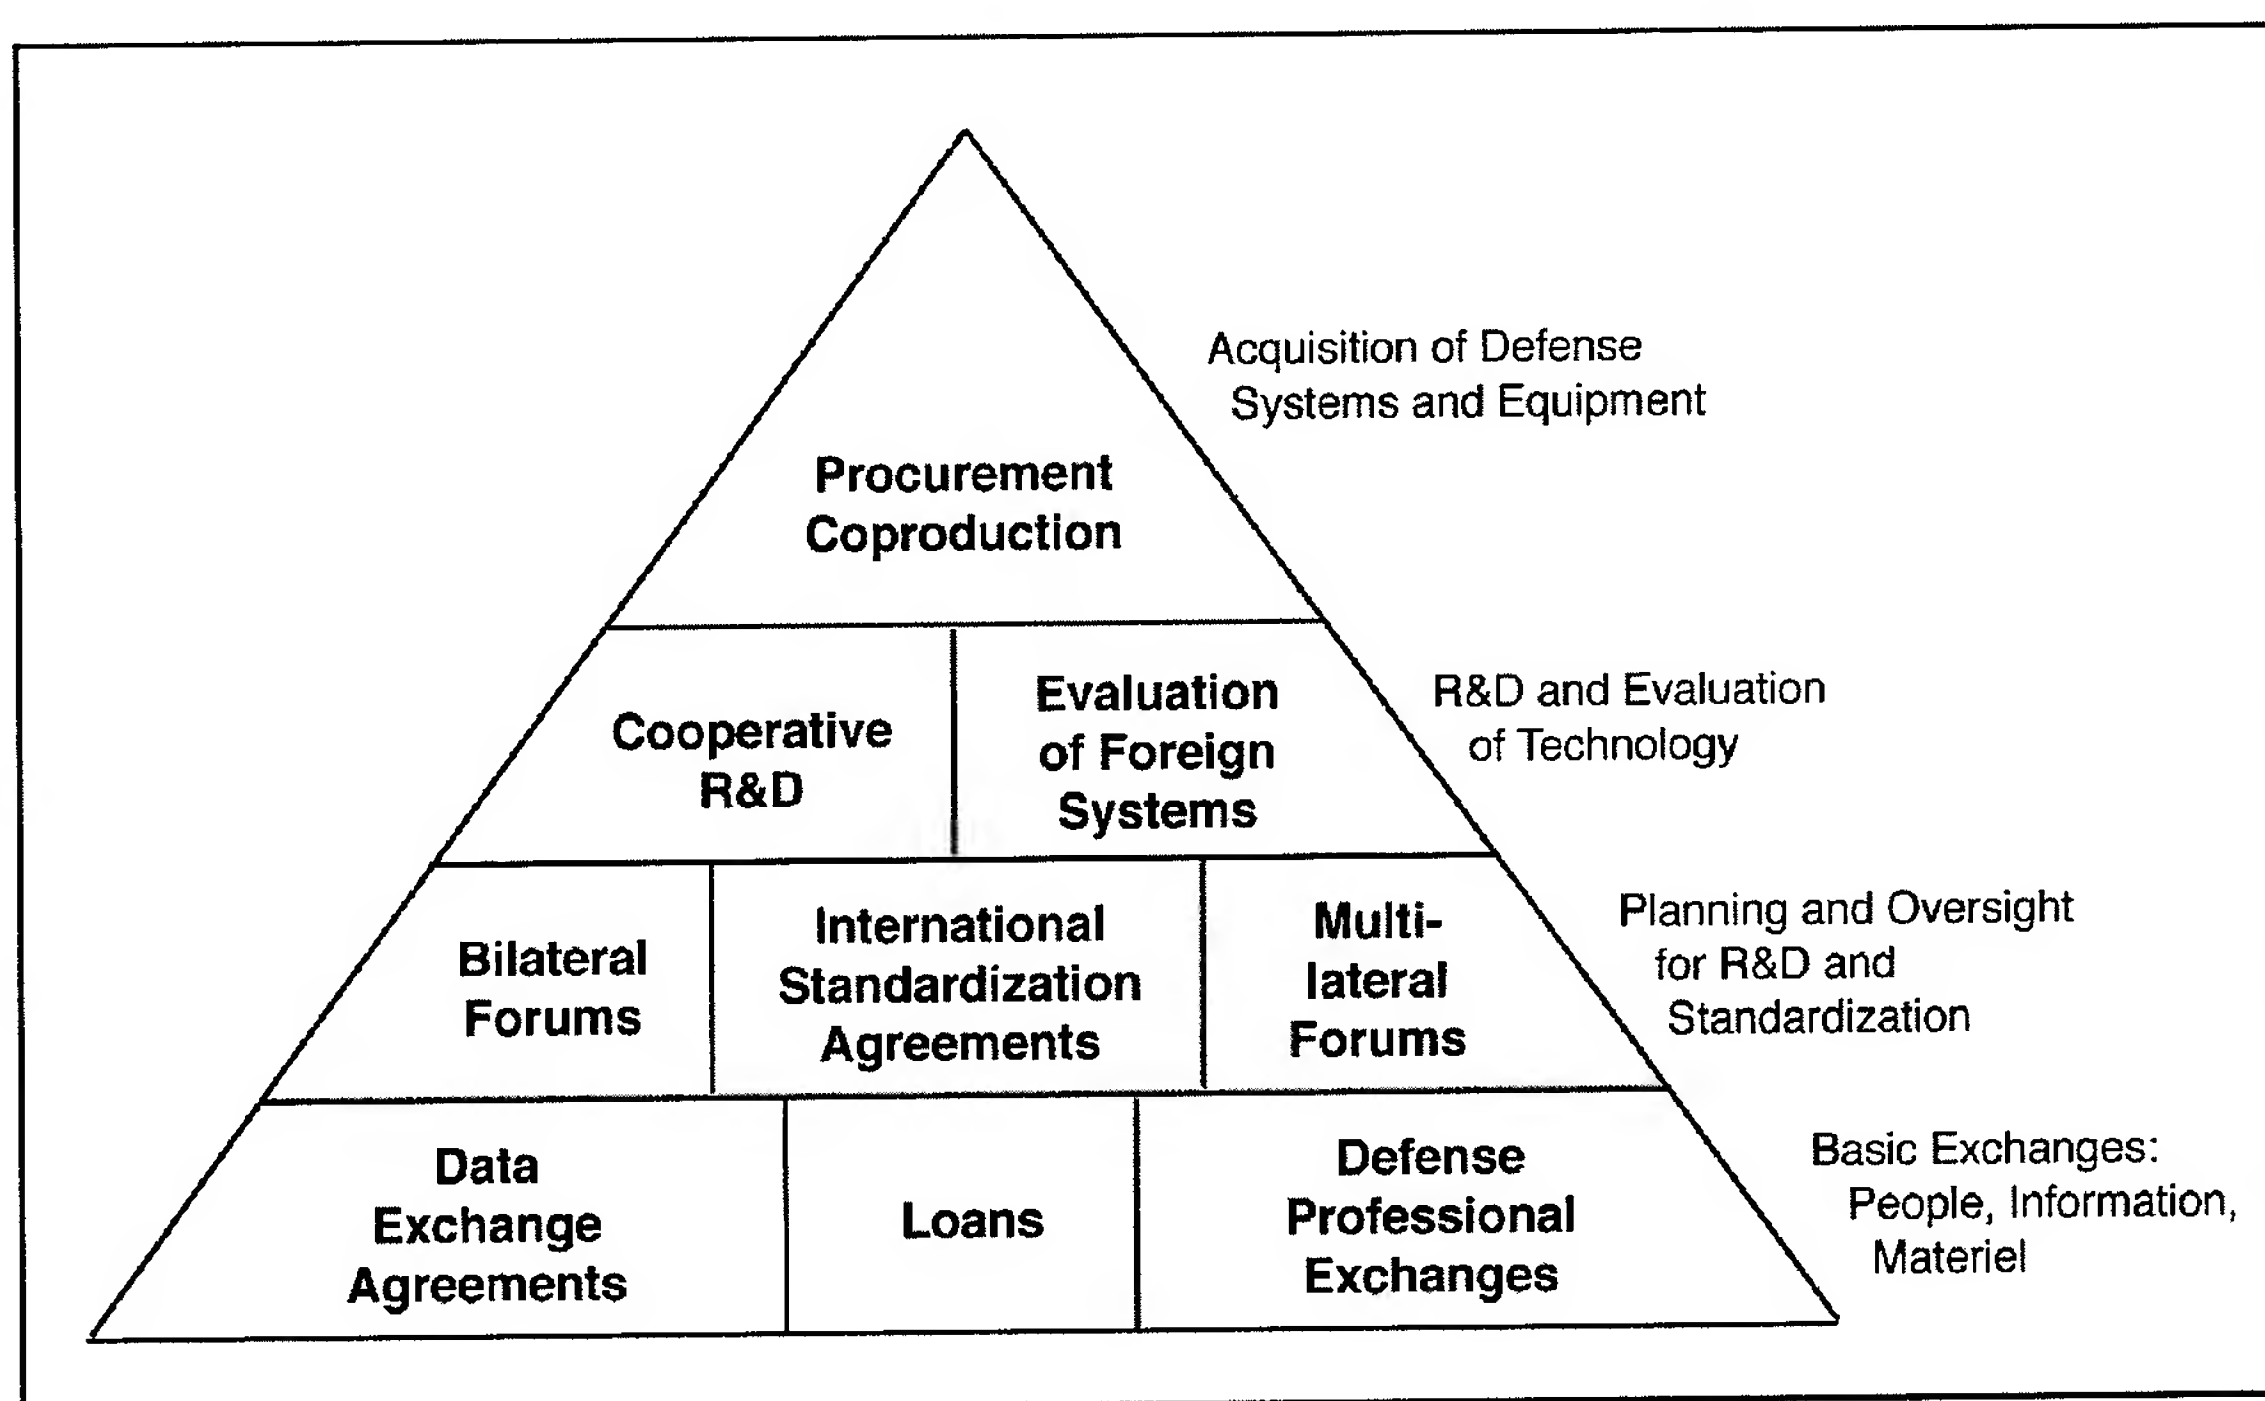 Acquisition of Defense
Systems and Equipment
Procurement
Coproduction
Cooperative
R&D
Evaluation
of Foreign
Systems
R&D and Evaluation
of Technology
Bilateral
Forums
International
Standardization
Agreements
Multi-
lateral
Forums
Planning and Oversight
for R&D and
Standardization
Data
Exchange
Agreements
Loans
Defense
Professional
Exchanges
Basic Exchanges:
People, Information,
Materiel